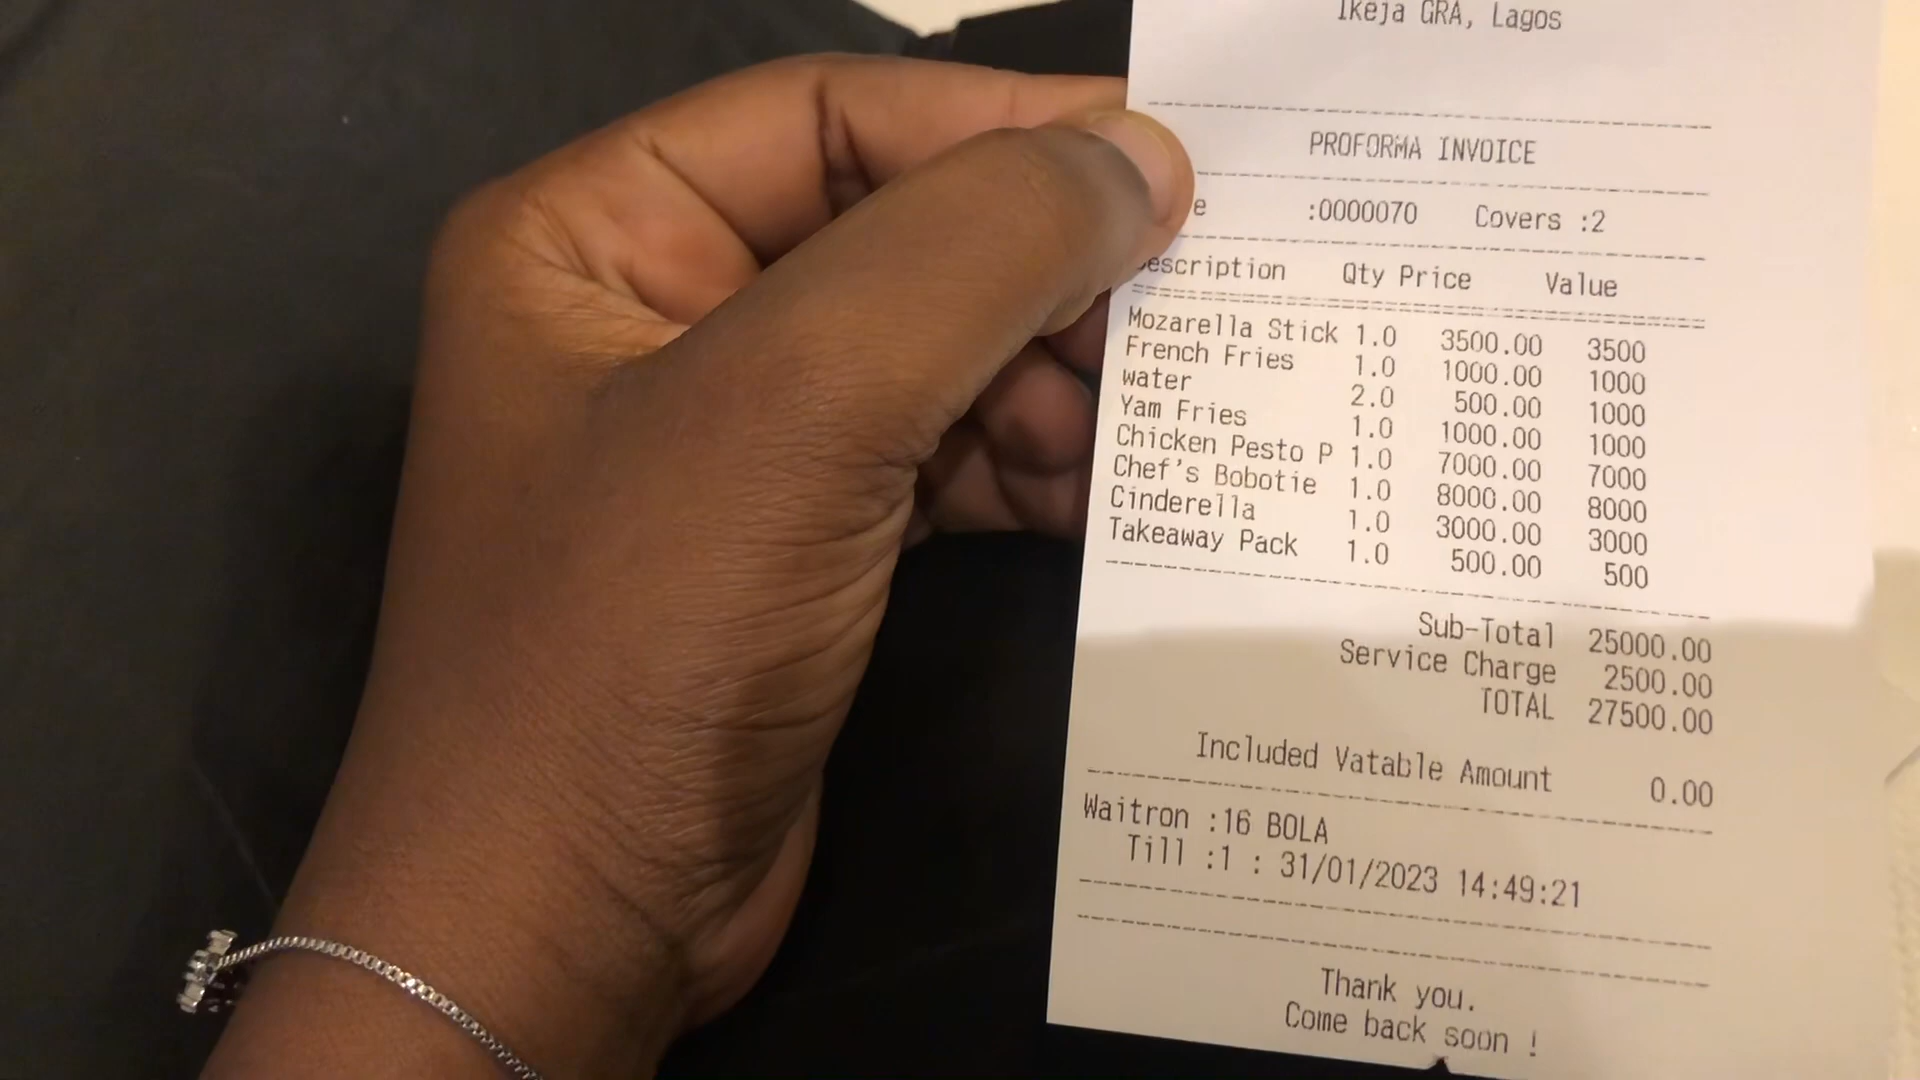 Ikeja GRA, Lagos
PROFORMA INVOICE
:0000070 Covers :2
escription Qty Price Value
Mozarella Stick 1.0 3500.00 3500
French Fries 1.0 1000.00 1000
water 2.0 500.00 1000
Yam Fries 1.0 1000.00 1000
Chicken Pesto P 1.0 7000.00 7000
Chef's Bobotie 1.0 8000.00 8000
Cinderella 1.0 3000.00 3000
Takeaway Pack 1.0 500.00 500
Sub-Total 25000.00
Service Charge 2500.00
TOTAL 27500.00
Included Vatable Amount 0.00
Waitron :16 BOLA
Till :1 : 31/01/2023 14:49:21
Thank you.
Come back soon !